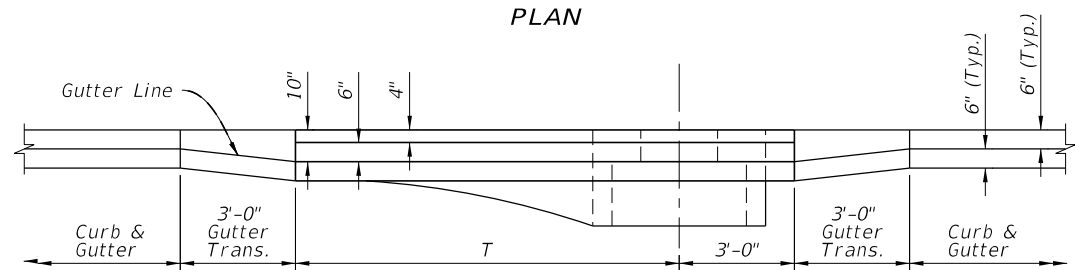 PLAN
Gutter Line
10"
6"
4"
6" (Typ.)
6" (Typ.)
Curb &
Gutter
3'-0"
Gutter
Trans.
T
3'-0"
3'-0"
Gutter
Trans.
Curb &
Gutter